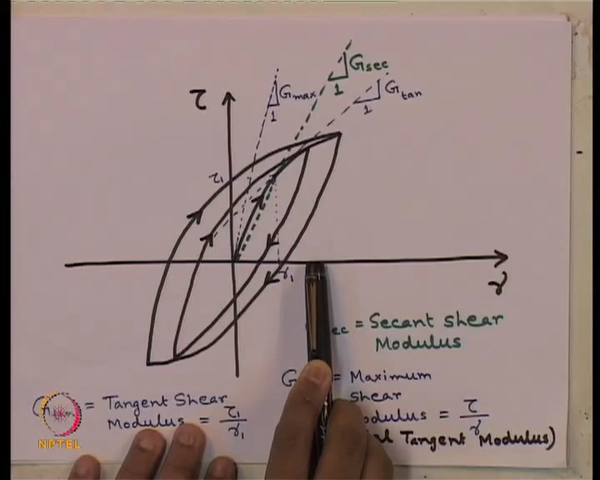 τ
Gmax
1
Gsec
1
Gtan
1
τ₁
γ₁
γ
= Secant Shear
Modulus
= Maximum
Shear
= τ/γ
Tangent Modulus)
= Tangent Shear
Modulus = τ₁/γ₁
NPTEL